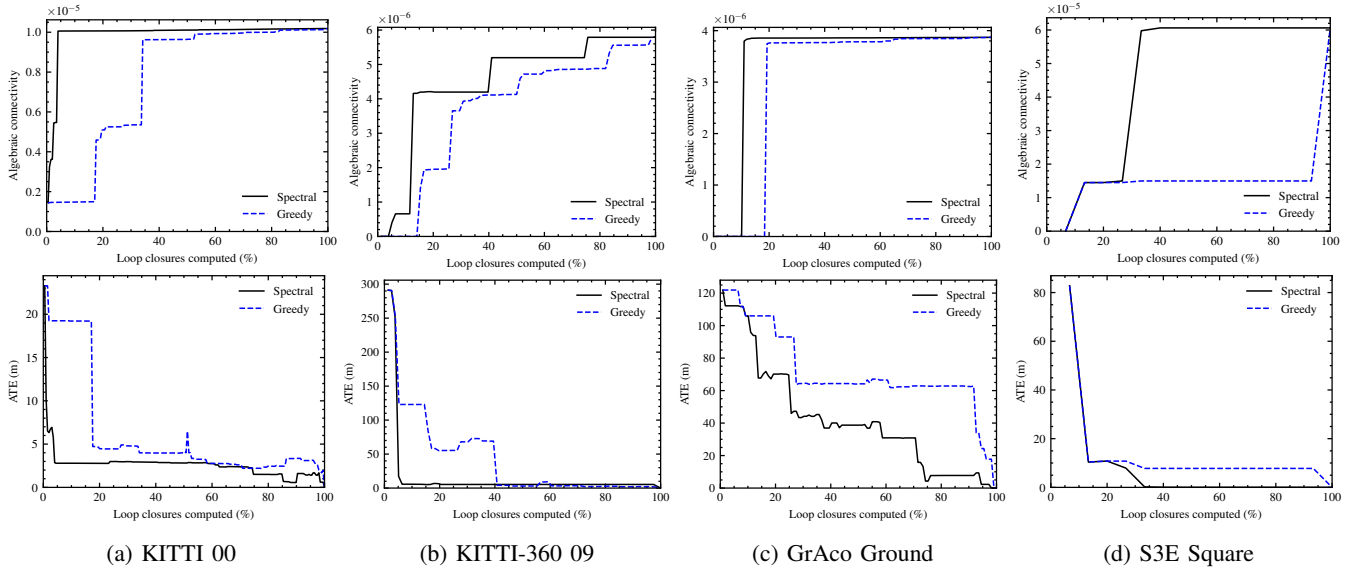 ×10⁻⁵
1.0
0.8
0.6
0.4
0.2
0.0
Algebraic connectivity
Spectral
Greedy
0 20 40 60 80 100
Loop closures computed (%)
×10⁻⁶
6
5
4
3
2
1
0
Algebraic connectivity
Spectral
Greedy
0 20 40 60 80 100
Loop closures computed (%)
×10⁻⁶
4
3
2
1
0
Algebraic connectivity
Spectral
Greedy
0 20 40 60 80 100
Loop closures computed (%)
×10⁻⁵
6
5
4
3
2
1
0
Algebraic connectivity
Spectral
Greedy
0 20 40 60 80 100
Loop closures computed (%)
20
15
10
5
0
ATE (m)
Spectral
Greedy
0 20 40 60 80 100
Loop closures computed (%)
300
250
200
150
100
50
0
ATE (m)
Spectral
Greedy
0 20 40 60 80 100
Loop closures computed (%)
120
100
80
60
40
20
0
ATE (m)
Spectral
Greedy
0 20 40 60 80 100
Loop closures computed (%)
80
60
40
20
0
ATE (m)
Spectral
Greedy
0 20 40 60 80 100
Loop closures computed (%)
(a) KITTI 00
(b) KITTI-360 09
(c) GrAco Ground
(d) S3E Square